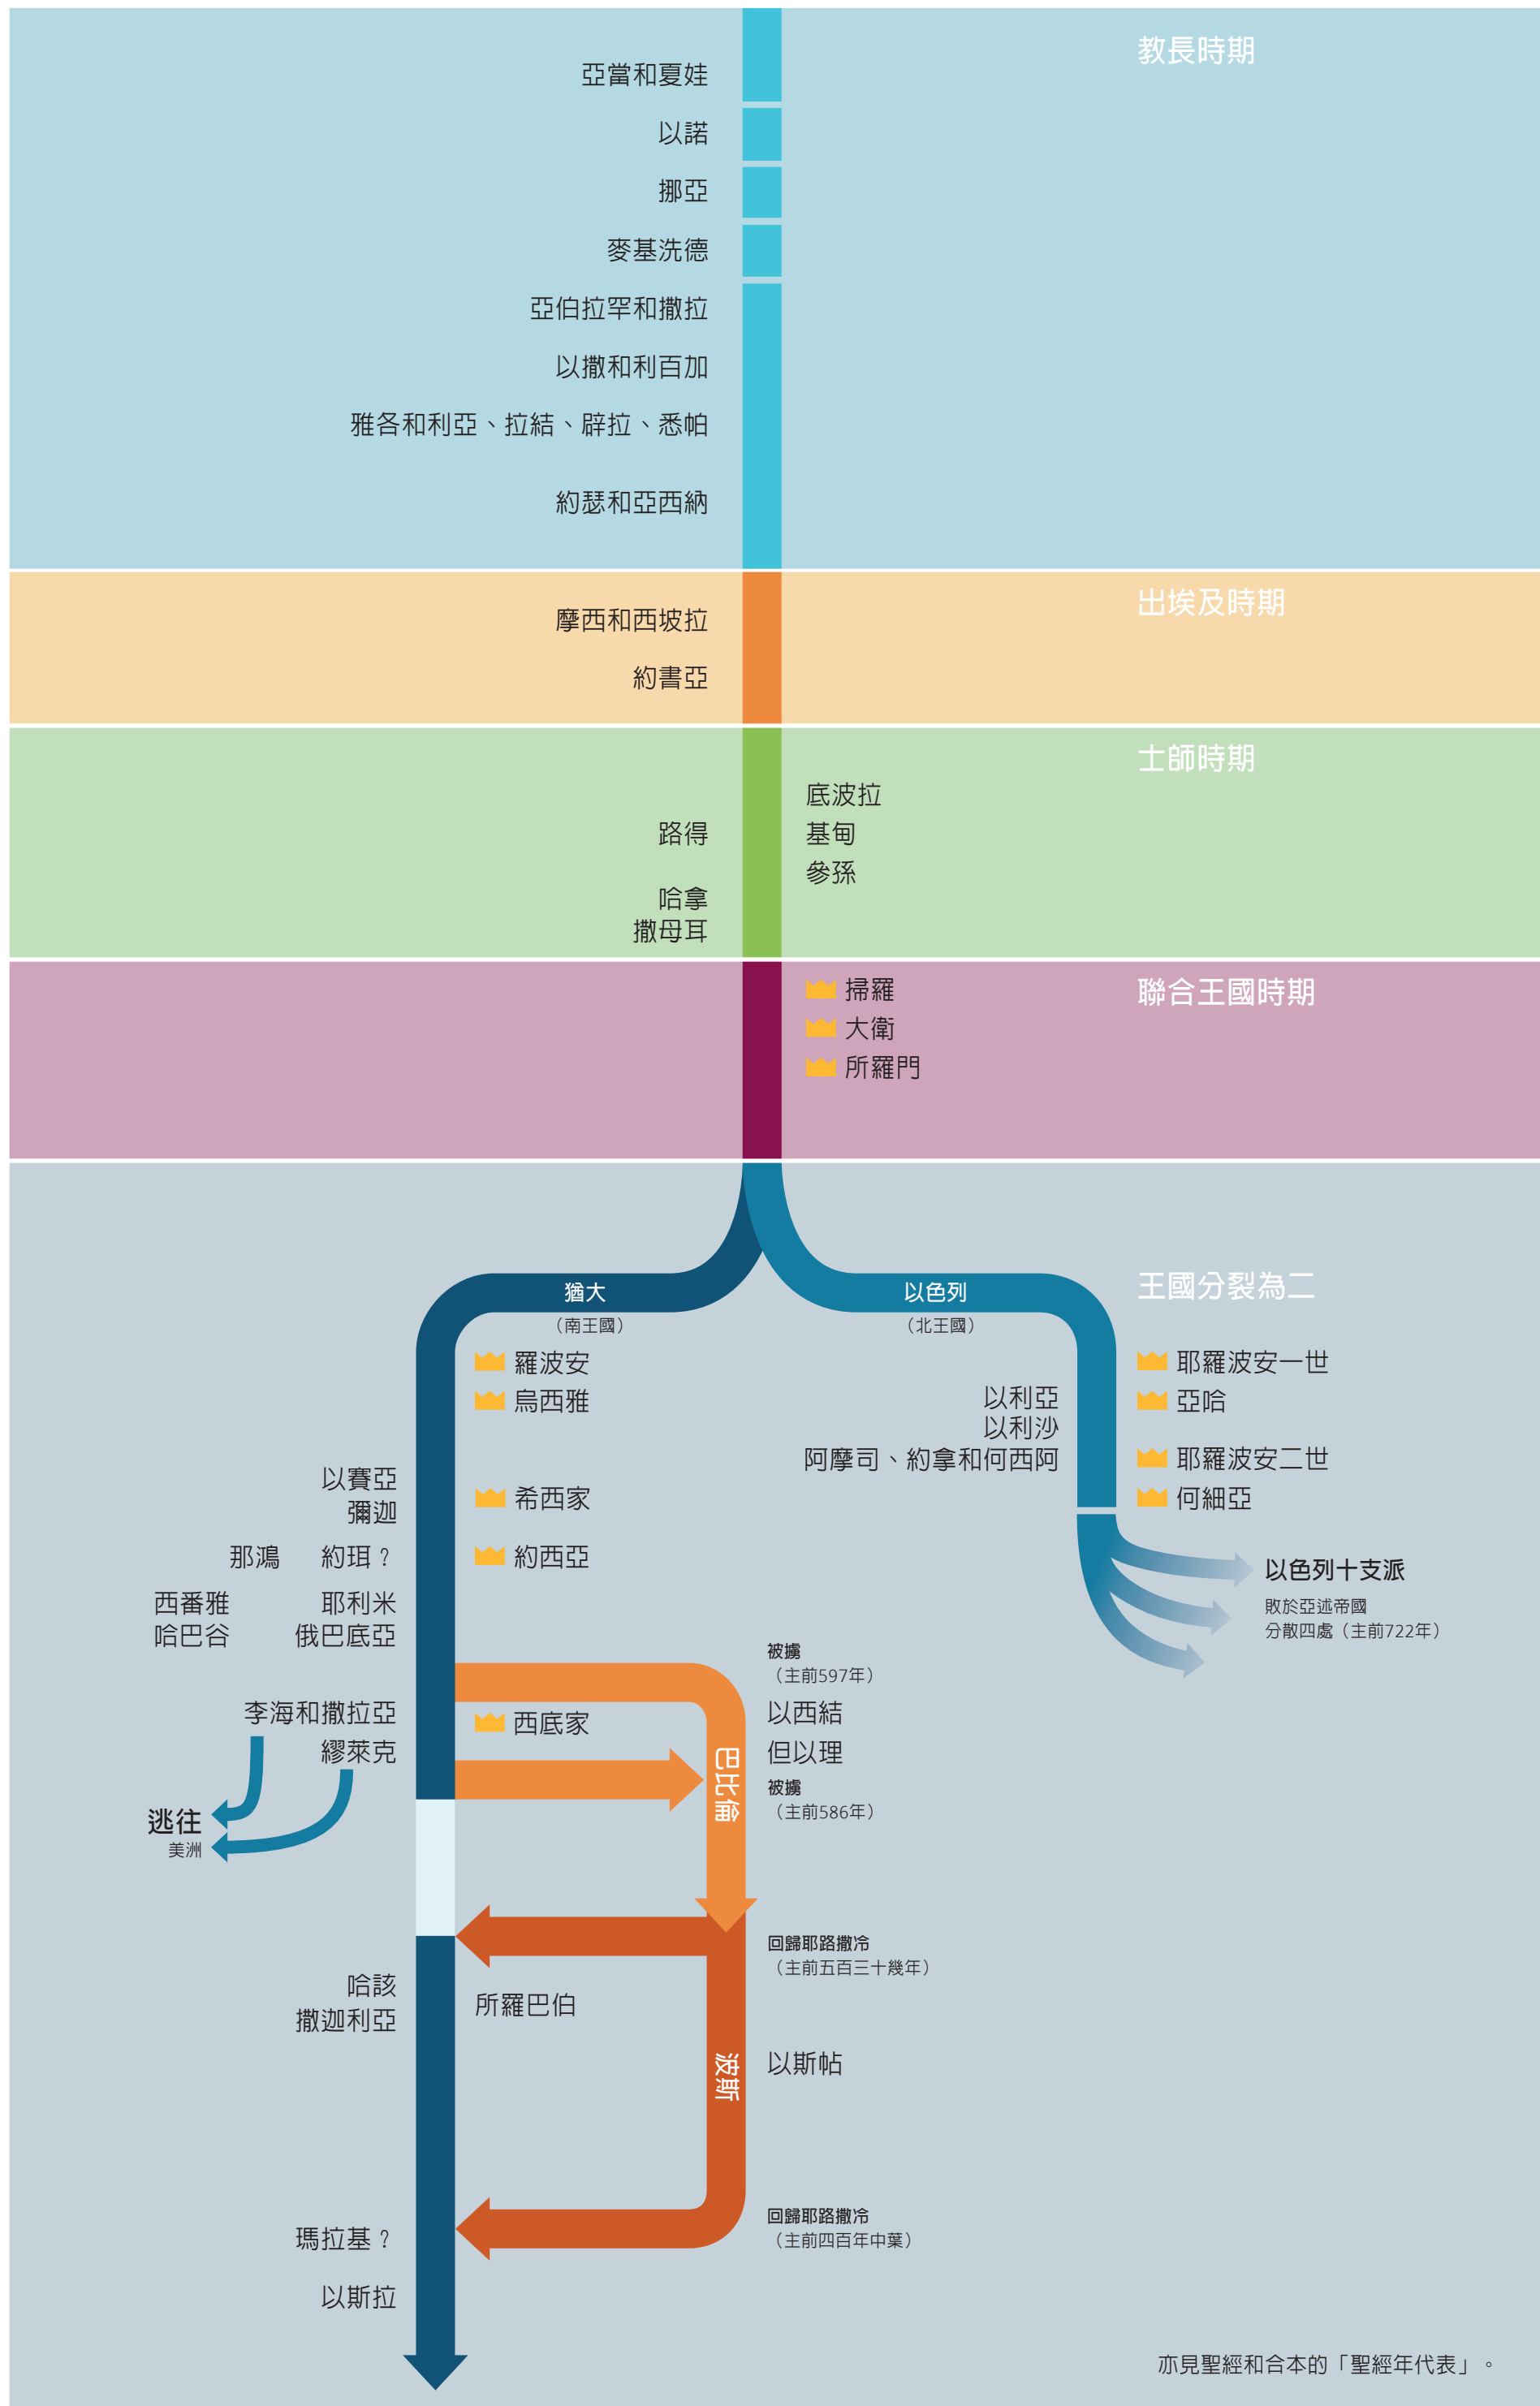 教長時期
亞當和夏娃
以諾
挪亞
麥基洗德
亞伯拉罕和撒拉
以撒和利百加
雅各和利亞、拉結、辟拉、悉帕
約瑟和亞西納
出埃及時期
摩西和西坡拉
約書亞
士師時期
底波拉
路得
基甸
參孫
哈拿
撒母耳
聯合王國時期
掃羅
大衛
所羅門
王國分裂為二
猶大
（南王國）
以色列
（北王國）
羅波安
烏西雅
耶羅波安一世
以利亞
亞哈
以利沙
阿摩司、約拿和何西阿
耶羅波安二世
何細亞
以賽亞
彌迦
希西家
那鴻
約珥？
約西亞
以色列十支派
敗於亞述帝國
分散四處（主前722年）
西番雅
耶利米
哈巴谷
俄巴底亞
被擄
（主前597年）
李海和撒拉亞
西底家
以西結
繆萊克
但以理
巴比倫
被擄
（主前586年）
逃往
美洲
回歸耶路撒冷
（主前五百三十幾年）
哈該
撒迦利亞
所羅巴伯
波斯
以斯帖
回歸耶路撒冷
（主前四百年中葉）
瑪拉基？
以斯拉
亦見聖經和合本的「聖經年代表」。